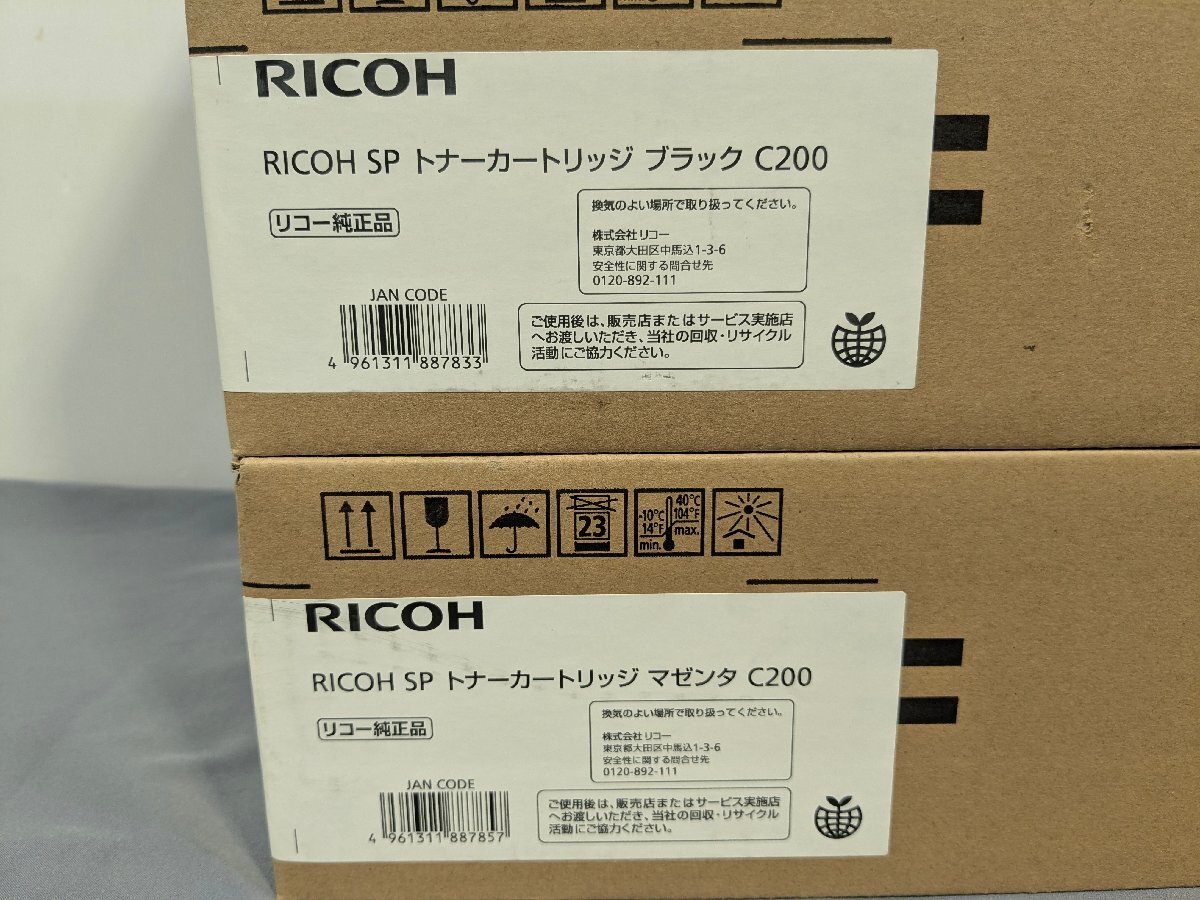 RICOH
RICOH SP トナーカートリッジ ブラック C200
リコー純正品
換気のよい場所で取り扱ってください。
株式会社リコー
東京都大田区中馬込1-3-6
安全性に関する問合せ先
0120-892-111
JAN CODE
4 961311 887833
ご使用後は、販売店またはサービス実施店
へお渡しいただき、当社の回収・リサイクル
活動にご協力ください。
23
-10°C
14°F
min.
40°C
104°F
max.
RICOH
RICOH SP トナーカートリッジ マゼンタ C200
リコー純正品
換気のよい場所で取り扱ってください。
株式会社リコー
東京都大田区中馬込1-3-6
安全性に関する問合せ先
0120-892-111
JAN CODE
4 961311 887857
ご使用後は、販売店またはサービス実施店
へお渡しいただき、当社の回収・リサイクル
活動にご協力ください。